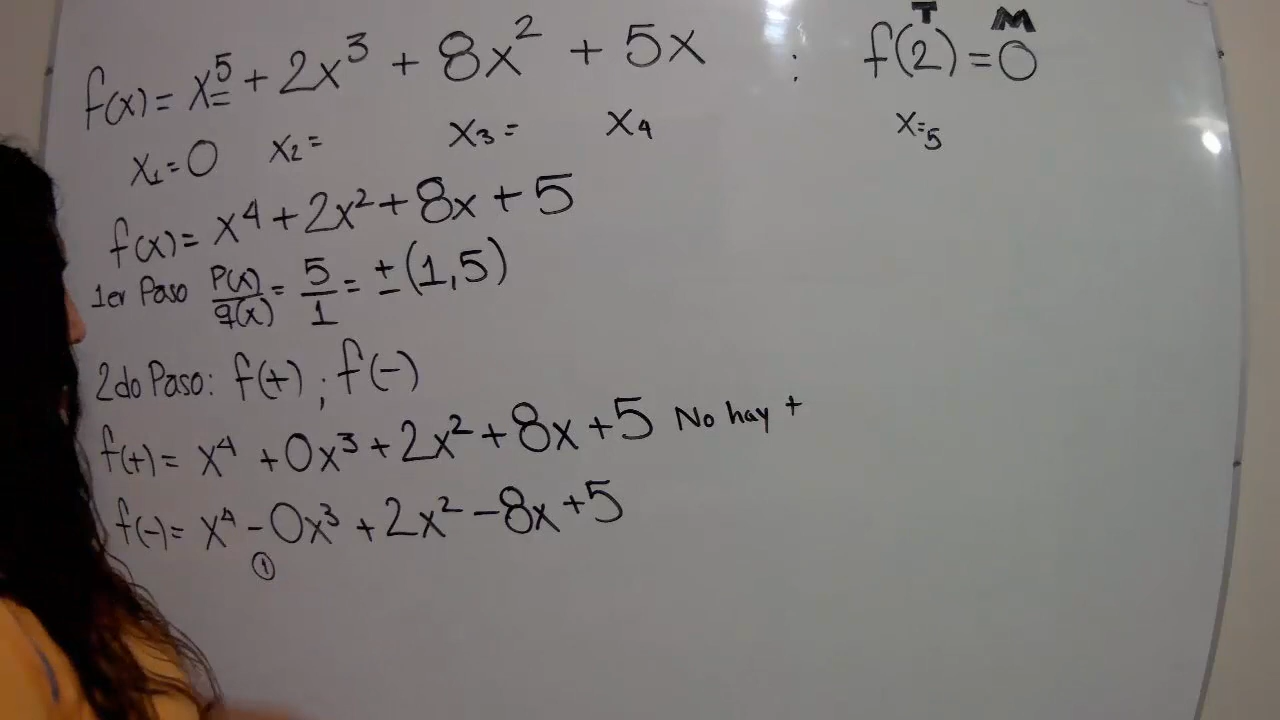 f(x) = x⁵ + 2x³ + 8x² + 5x ; f(2) = 0
T M
x₁=0 x₂= x₃= x₄ x=5
f(x) = x⁴ + 2x² + 8x + 5
1er Paso P(x)/q(x) = 5/1 = ± (1,5)
2do Paso: f(+) ; f(-)
f(+) = x⁴ + 0x³ + 2x² + 8x + 5 No hay +
f(-) = x⁴ - 0x³ + 2x² - 8x + 5
①